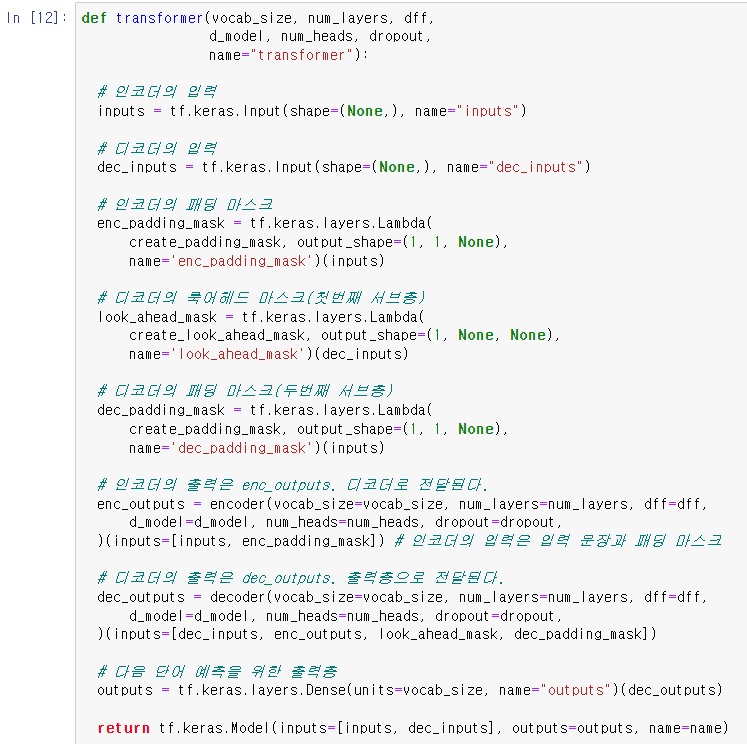 In [12]: def transformer(vocab_size, num_layers, dff,
                d_model, num_heads, dropout,
                name="transformer"):

  # 인코더의 입력
  inputs = tf.keras.Input(shape=(None,), name="inputs")

  # 디코더의 입력
  dec_inputs = tf.keras.Input(shape=(None,), name="dec_inputs")

  # 인코더의 패딩 마스크
  enc_padding_mask = tf.keras.layers.Lambda(
      create_padding_mask, output_shape=(1, 1, None),
      name='enc_padding_mask')(inputs)

  # 디코더의 룩어헤드 마스크(첫번째 서브층)
  look_ahead_mask = tf.keras.layers.Lambda(
      create_look_ahead_mask, output_shape=(1, None, None),
      name='look_ahead_mask')(dec_inputs)

  # 디코더의 패딩 마스크(두번째 서브층)
  dec_padding_mask = tf.keras.layers.Lambda(
      create_padding_mask, output_shape=(1, 1, None),
      name='dec_padding_mask')(inputs)

  # 인코더의 출력은 enc_outputs. 디코더로 전달된다.
  enc_outputs = encoder(vocab_size=vocab_size, num_layers=num_layers, dff=dff,
      d_model=d_model, num_heads=num_heads, dropout=dropout,
  )(inputs=[inputs, enc_padding_mask]) # 인코더의 입력은 입력 문장과 패딩 마스크

  # 디코더의 출력은 dec_outputs. 출력층으로 전달된다.
  dec_outputs = decoder(vocab_size=vocab_size, num_layers=num_layers, dff=dff,
      d_model=d_model, num_heads=num_heads, dropout=dropout,
  )(inputs=[dec_inputs, enc_outputs, look_ahead_mask, dec_padding_mask])

  # 다음 단어 예측을 위한 출력층
  outputs = tf.keras.layers.Dense(units=vocab_size, name="outputs")(dec_outputs)

  return tf.keras.Model(inputs=[inputs, dec_inputs], outputs=outputs, name=name)